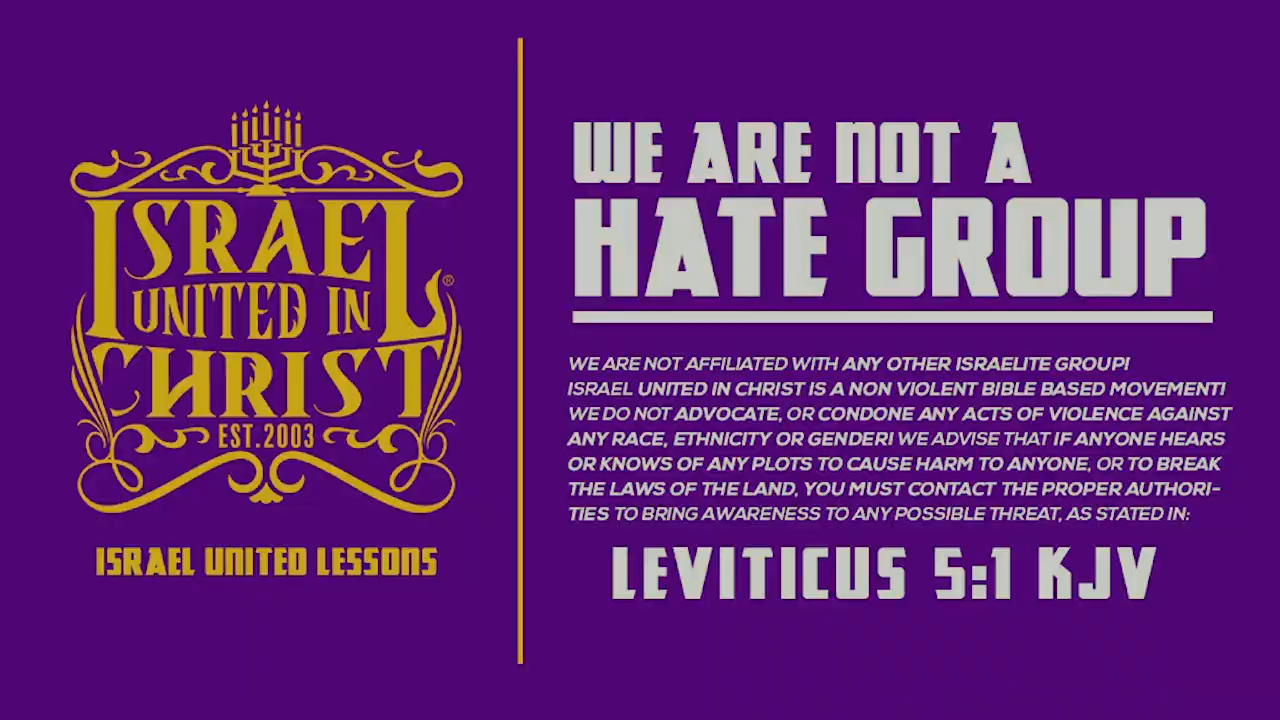 ISRAEL
UNITED IN
CHRIST
EST.2003
ISRAEL UNITED LESSONS
WE ARE NOT A
HATE GROUP
WE ARE NOT AFFILIATED WITH ANY OTHER ISRAELITE GROUP!
ISRAEL UNITED IN CHRIST IS A NON VIOLENT BIBLE BASED MOVEMENT!
WE DO NOT ADVOCATE, OR CONDONE ANY ACTS OF VIOLENCE AGAINST
ANY RACE, ETHNICITY OR GENDER! WE ADVISE THAT IF ANYONE HEARS
OR KNOWS OF ANY PLOTS TO CAUSE HARM TO ANYONE, OR TO BREAK
THE LAWS OF THE LAND, YOU MUST CONTACT THE PROPER AUTHORI-
TIES TO BRING AWARENESS TO ANY POSSIBLE THREAT, AS STATED IN:
LEVITICUS 5:1 KJV